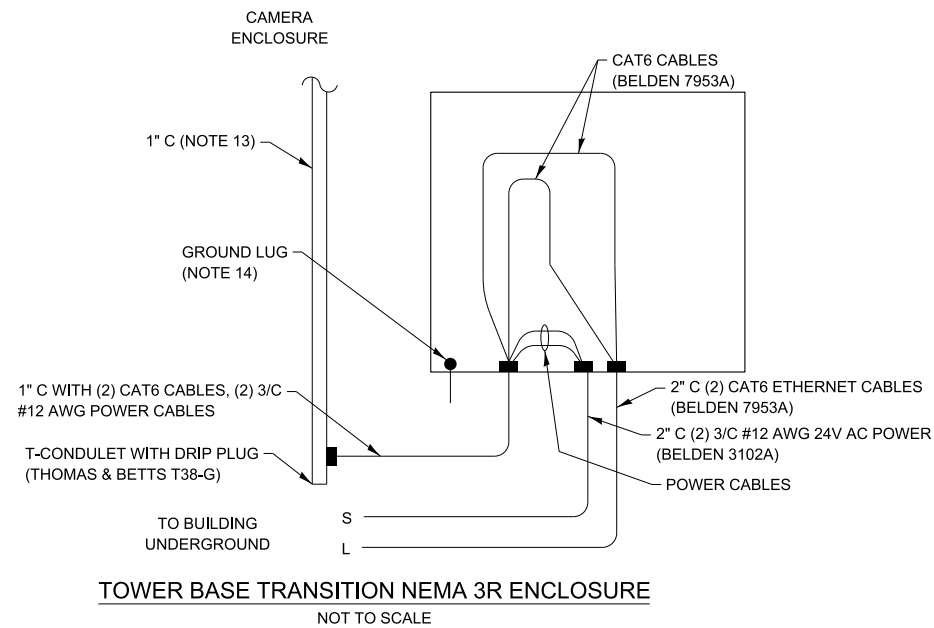 CAMERA
ENCLOSURE
CAT6 CABLES
(BELDEN 7953A)
1" C (NOTE 13)
GROUND LUG
(NOTE 14)
1" C WITH (2) CAT6 CABLES, (2) 3/C
#12 AWG POWER CABLES
2" C (2) CAT6 ETHERNET CABLES
(BELDEN 7953A)
2" C (2) 3/C #12 AWG 24V AC POWER
(BELDEN 3102A)
T-CONDULET WITH DRIP PLUG
(THOMAS & BETTS T38-G)
POWER CABLES
TO BUILDING
UNDERGROUND
S
L
TOWER BASE TRANSITION NEMA 3R ENCLOSURE
NOT TO SCALE